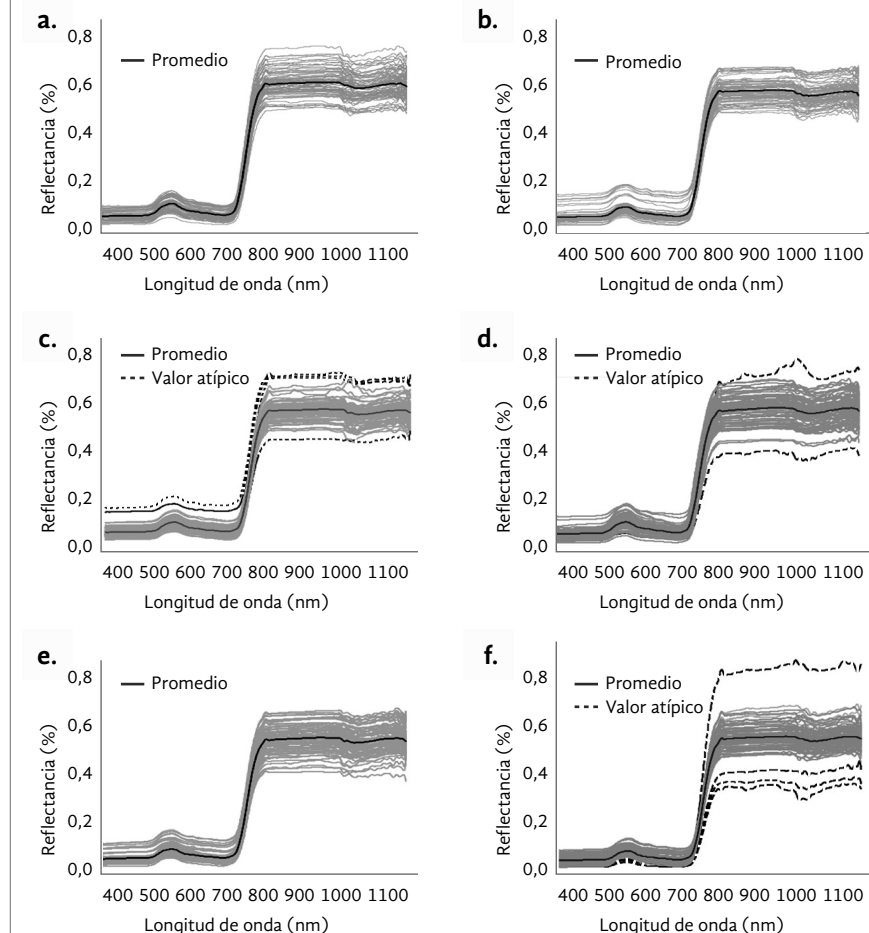 a.
0,8
Promedio
0,6
0,4
0,2
0,0
Reflectancia (%)
400 500 600 700 800 900 1000 1100
Longitud de onda (nm)
b.
0,8
Promedio
0,6
0,4
0,2
0,0
Reflectancia (%)
400 500 600 700 800 900 1000 1100
Longitud de onda (nm)
c.
0,8
Promedio
Valor atípico
0,6
0,4
0,2
0,0
Reflectancia (%)
400 500 600 700 800 900 1000 1100
Longitud de onda (nm)
d.
0,8
Promedio
Valor atípico
0,6
0,4
0,2
0,0
Reflectancia (%)
400 500 600 700 800 900 1000 1100
Longitud de onda (nm)
e.
0,8
Promedio
0,6
0,4
0,2
0,0
Reflectancia (%)
400 500 600 700 800 900 1000 1100
Longitud de onda (nm)
f.
0,8
Promedio
Valor atípico
0,6
0,4
0,2
0,0
Reflectancia (%)
400 500 600 700 800 900 1000 1100
Longitud de onda (nm)